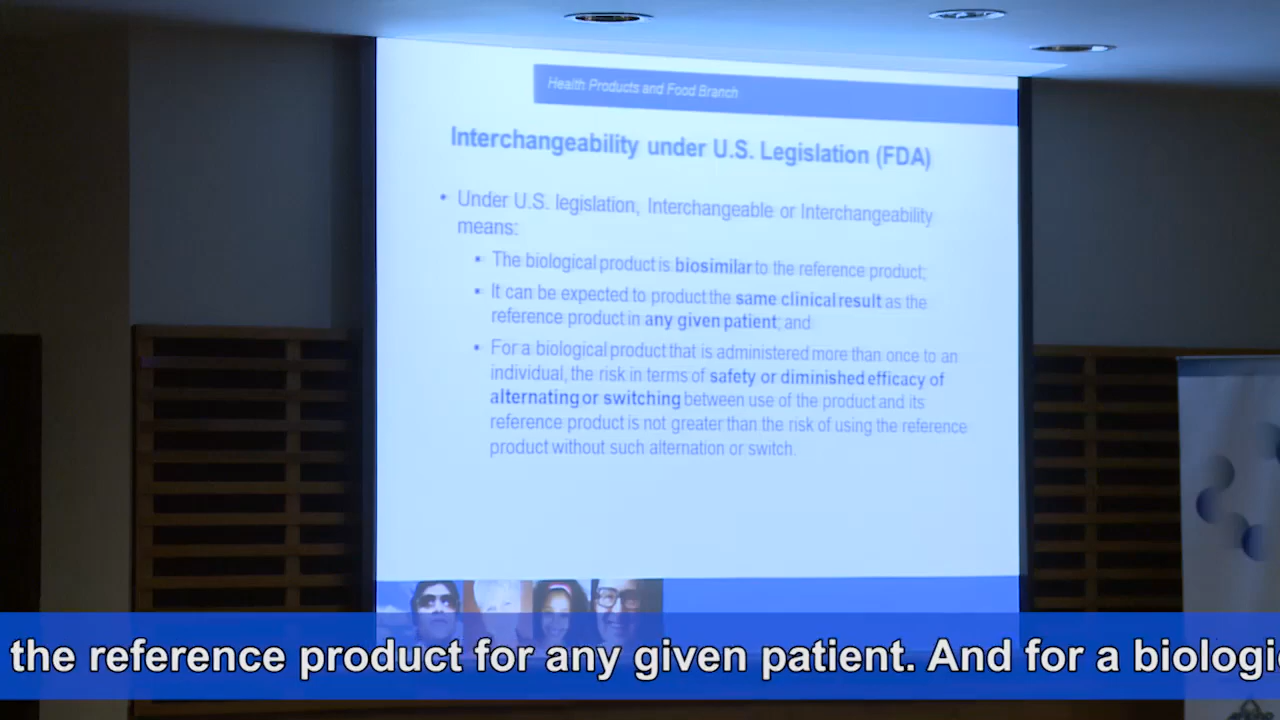 Health Products and Food Branch
Interchangeability under U.S. Legislation (FDA)
• Under U.S. legislation, Interchangeable or Interchangeability
means:
▪ The biological product is biosimilar to the reference product;
▪ It can be expected to product the same clinical result as the
reference product in any given patient; and
▪ For a biological product that is administered more than once to an
individual, the risk in terms of safety or diminished efficacy of
alternating or switching between use of the product and its
reference product is not greater than the risk of using the reference
product without such alternation or switch.
the reference product for any given patient. And for a biologi